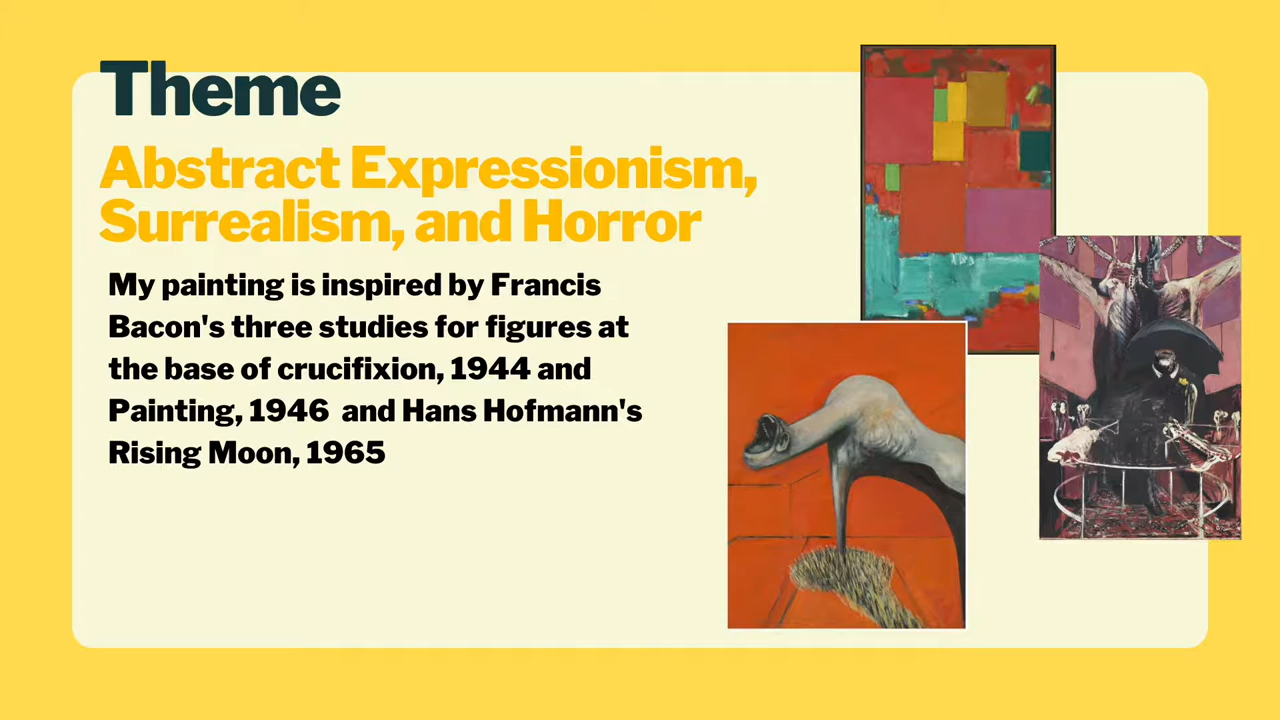 Theme
Abstract Expressionism,
Surrealism, and Horror
My painting is inspired by Francis
Bacon's three studies for figures at
the base of crucifixion, 1944 and
Painting, 1946  and Hans Hofmann's
Rising Moon, 1965